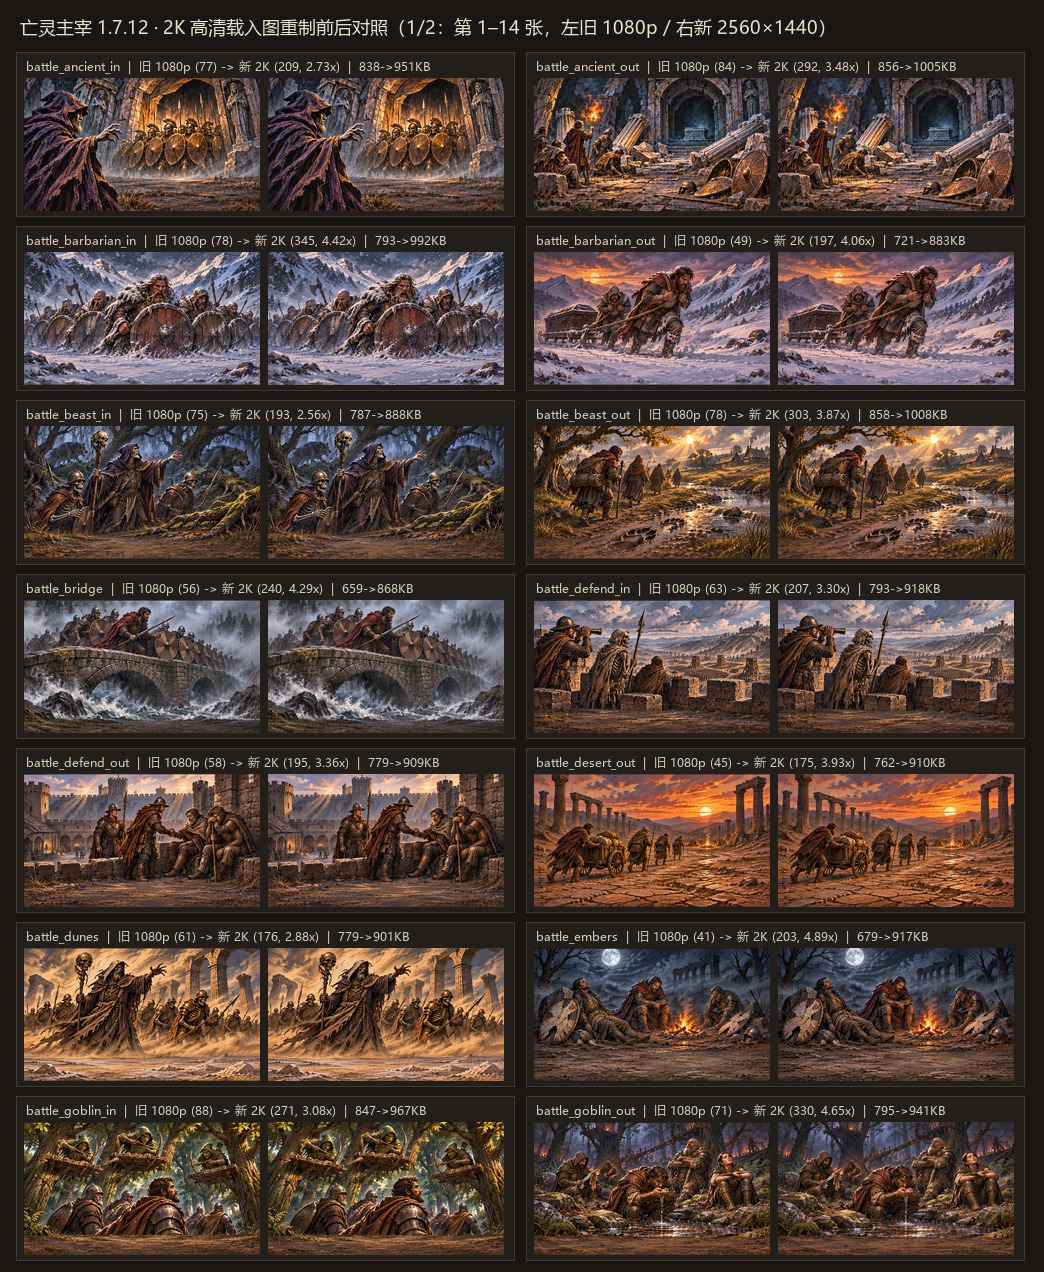 亡灵主宰 1.7.12 · 2K 高清载入图重制前后对照（1/2：第 1–14 张，左旧 1080p / 右新 2560×1440）
battle_ancient_in | 旧 1080p (77) -> 新 2K (209, 2.73x) | 838->951KB
battle_ancient_out | 旧 1080p (84) -> 新 2K (292, 3.48x) | 856->1005KB
battle_barbarian_in | 旧 1080p (78) -> 新 2K (345, 4.42x) | 793->992KB
battle_barbarian_out | 旧 1080p (49) -> 新 2K (197, 4.06x) | 721->883KB
battle_beast_in | 旧 1080p (75) -> 新 2K (193, 2.56x) | 787->888KB
battle_beast_out | 旧 1080p (78) -> 新 2K (303, 3.87x) | 858->1008KB
battle_bridge | 旧 1080p (56) -> 新 2K (240, 4.29x) | 659->868KB
battle_defend_in | 旧 1080p (63) -> 新 2K (207, 3.30x) | 793->918KB
battle_defend_out | 旧 1080p (58) -> 新 2K (195, 3.36x) | 779->909KB
battle_desert_out | 旧 1080p (45) -> 新 2K (175, 3.93x) | 762->910KB
battle_dunes | 旧 1080p (61) -> 新 2K (176, 2.88x) | 779->901KB
battle_embers | 旧 1080p (41) -> 新 2K (203, 4.89x) | 679->917KB
battle_goblin_in | 旧 1080p (88) -> 新 2K (271, 3.08x) | 847->967KB
battle_goblin_out | 旧 1080p (71) -> 新 2K (330, 4.65x) | 795->941KB